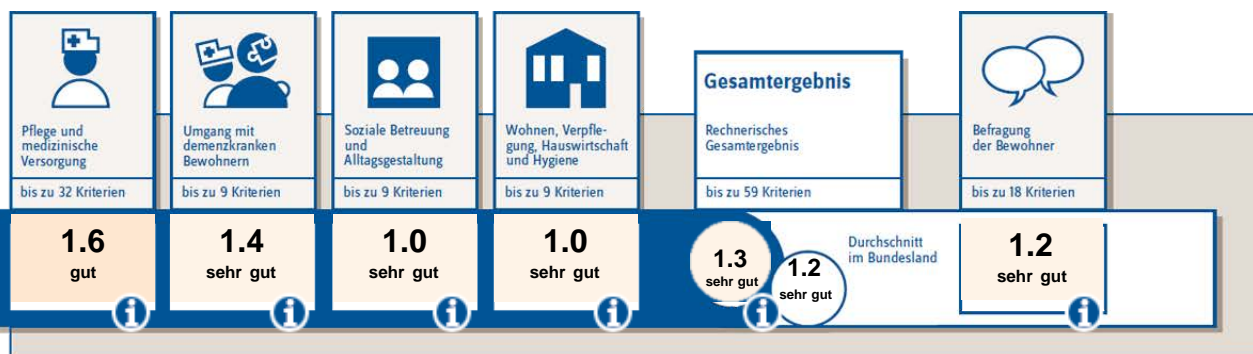 Pflege und
medizinische
Versorgung
bis zu 32 Kriterien
1.6
gut
Umgang mit
demenzkranken
Bewohnern
bis zu 9 Kriterien
1.4
sehr gut
Soziale Betreuung
und
Alltagsgestaltung
bis zu 9 Kriterien
1.0
sehr gut
Wohnen, Verpfle-
gung, Hauswirtschaft
und Hygiene
bis zu 9 Kriterien
1.0
sehr gut
Gesamtergebnis
Rechnerisches
Gesamtergebnis
bis zu 59 Kriterien
1.3
sehr gut
1.2
sehr gut
Durchschnitt
im Bundesland
Befragung
der Bewohner
bis zu 18 Kriterien
1.2
sehr gut